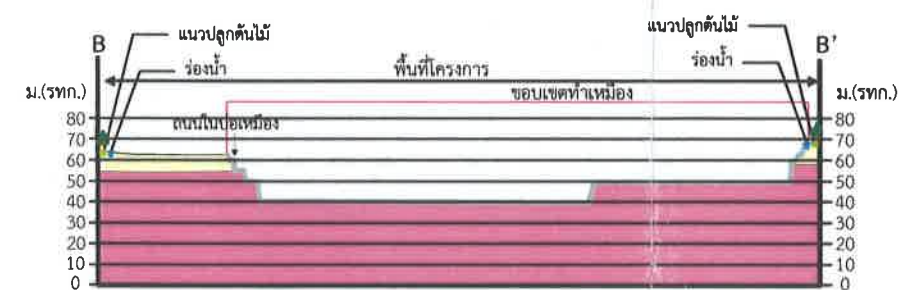 แนวปลูกต้นไม้ แนวปลูกต้นไม้
B B'
ร่องน้ำ พื้นที่โครงการ ร่องน้ำ
ม.(รทก.) ขอบเขตทำเหมือง ม.(รทก.)
80 ถนนในบ่อเหมือง 80
70 70
60 60
50 50
40 40
30 30
20 20
10 10
0 0